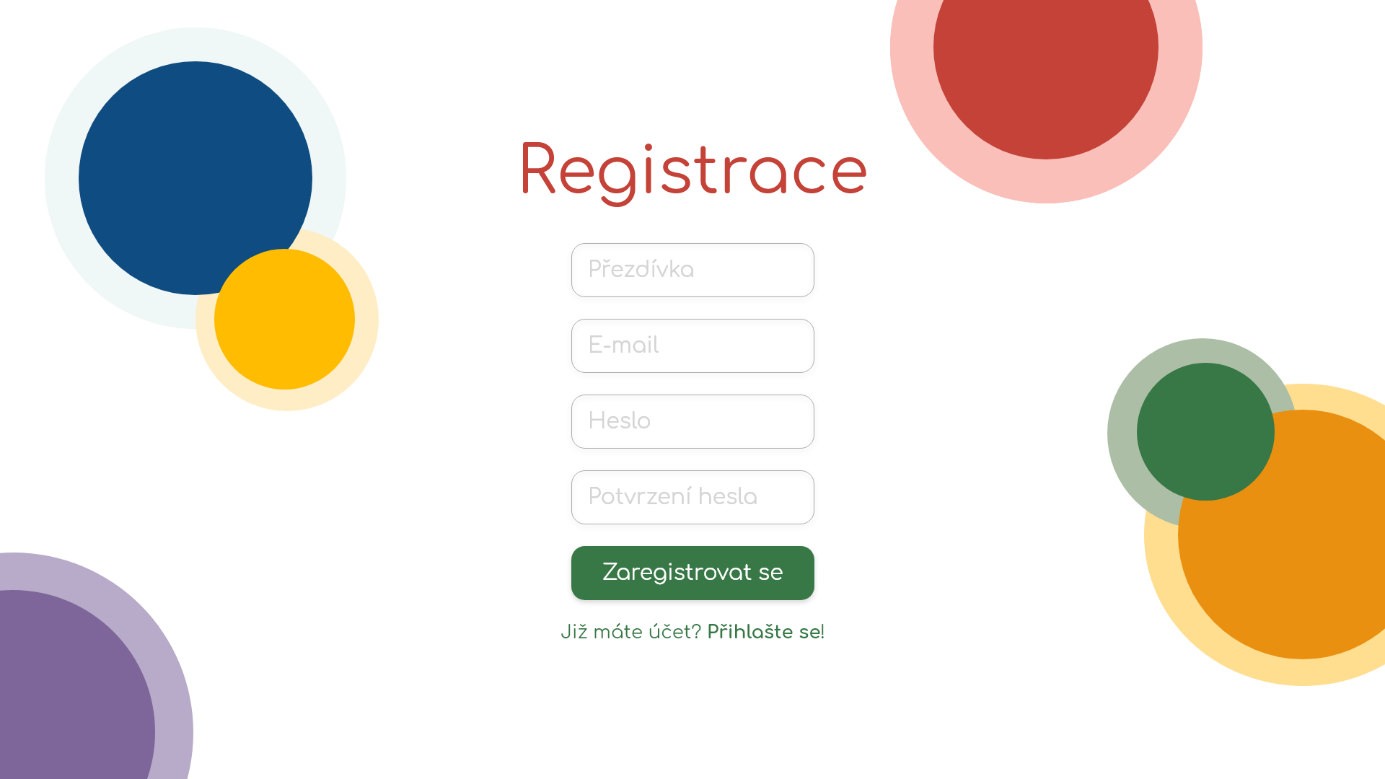 Registrace
Přezdívka
E-mail
Heslo
Potvrzení hesla
Zaregistrovat se
Již máte účet? Přihlašte se!